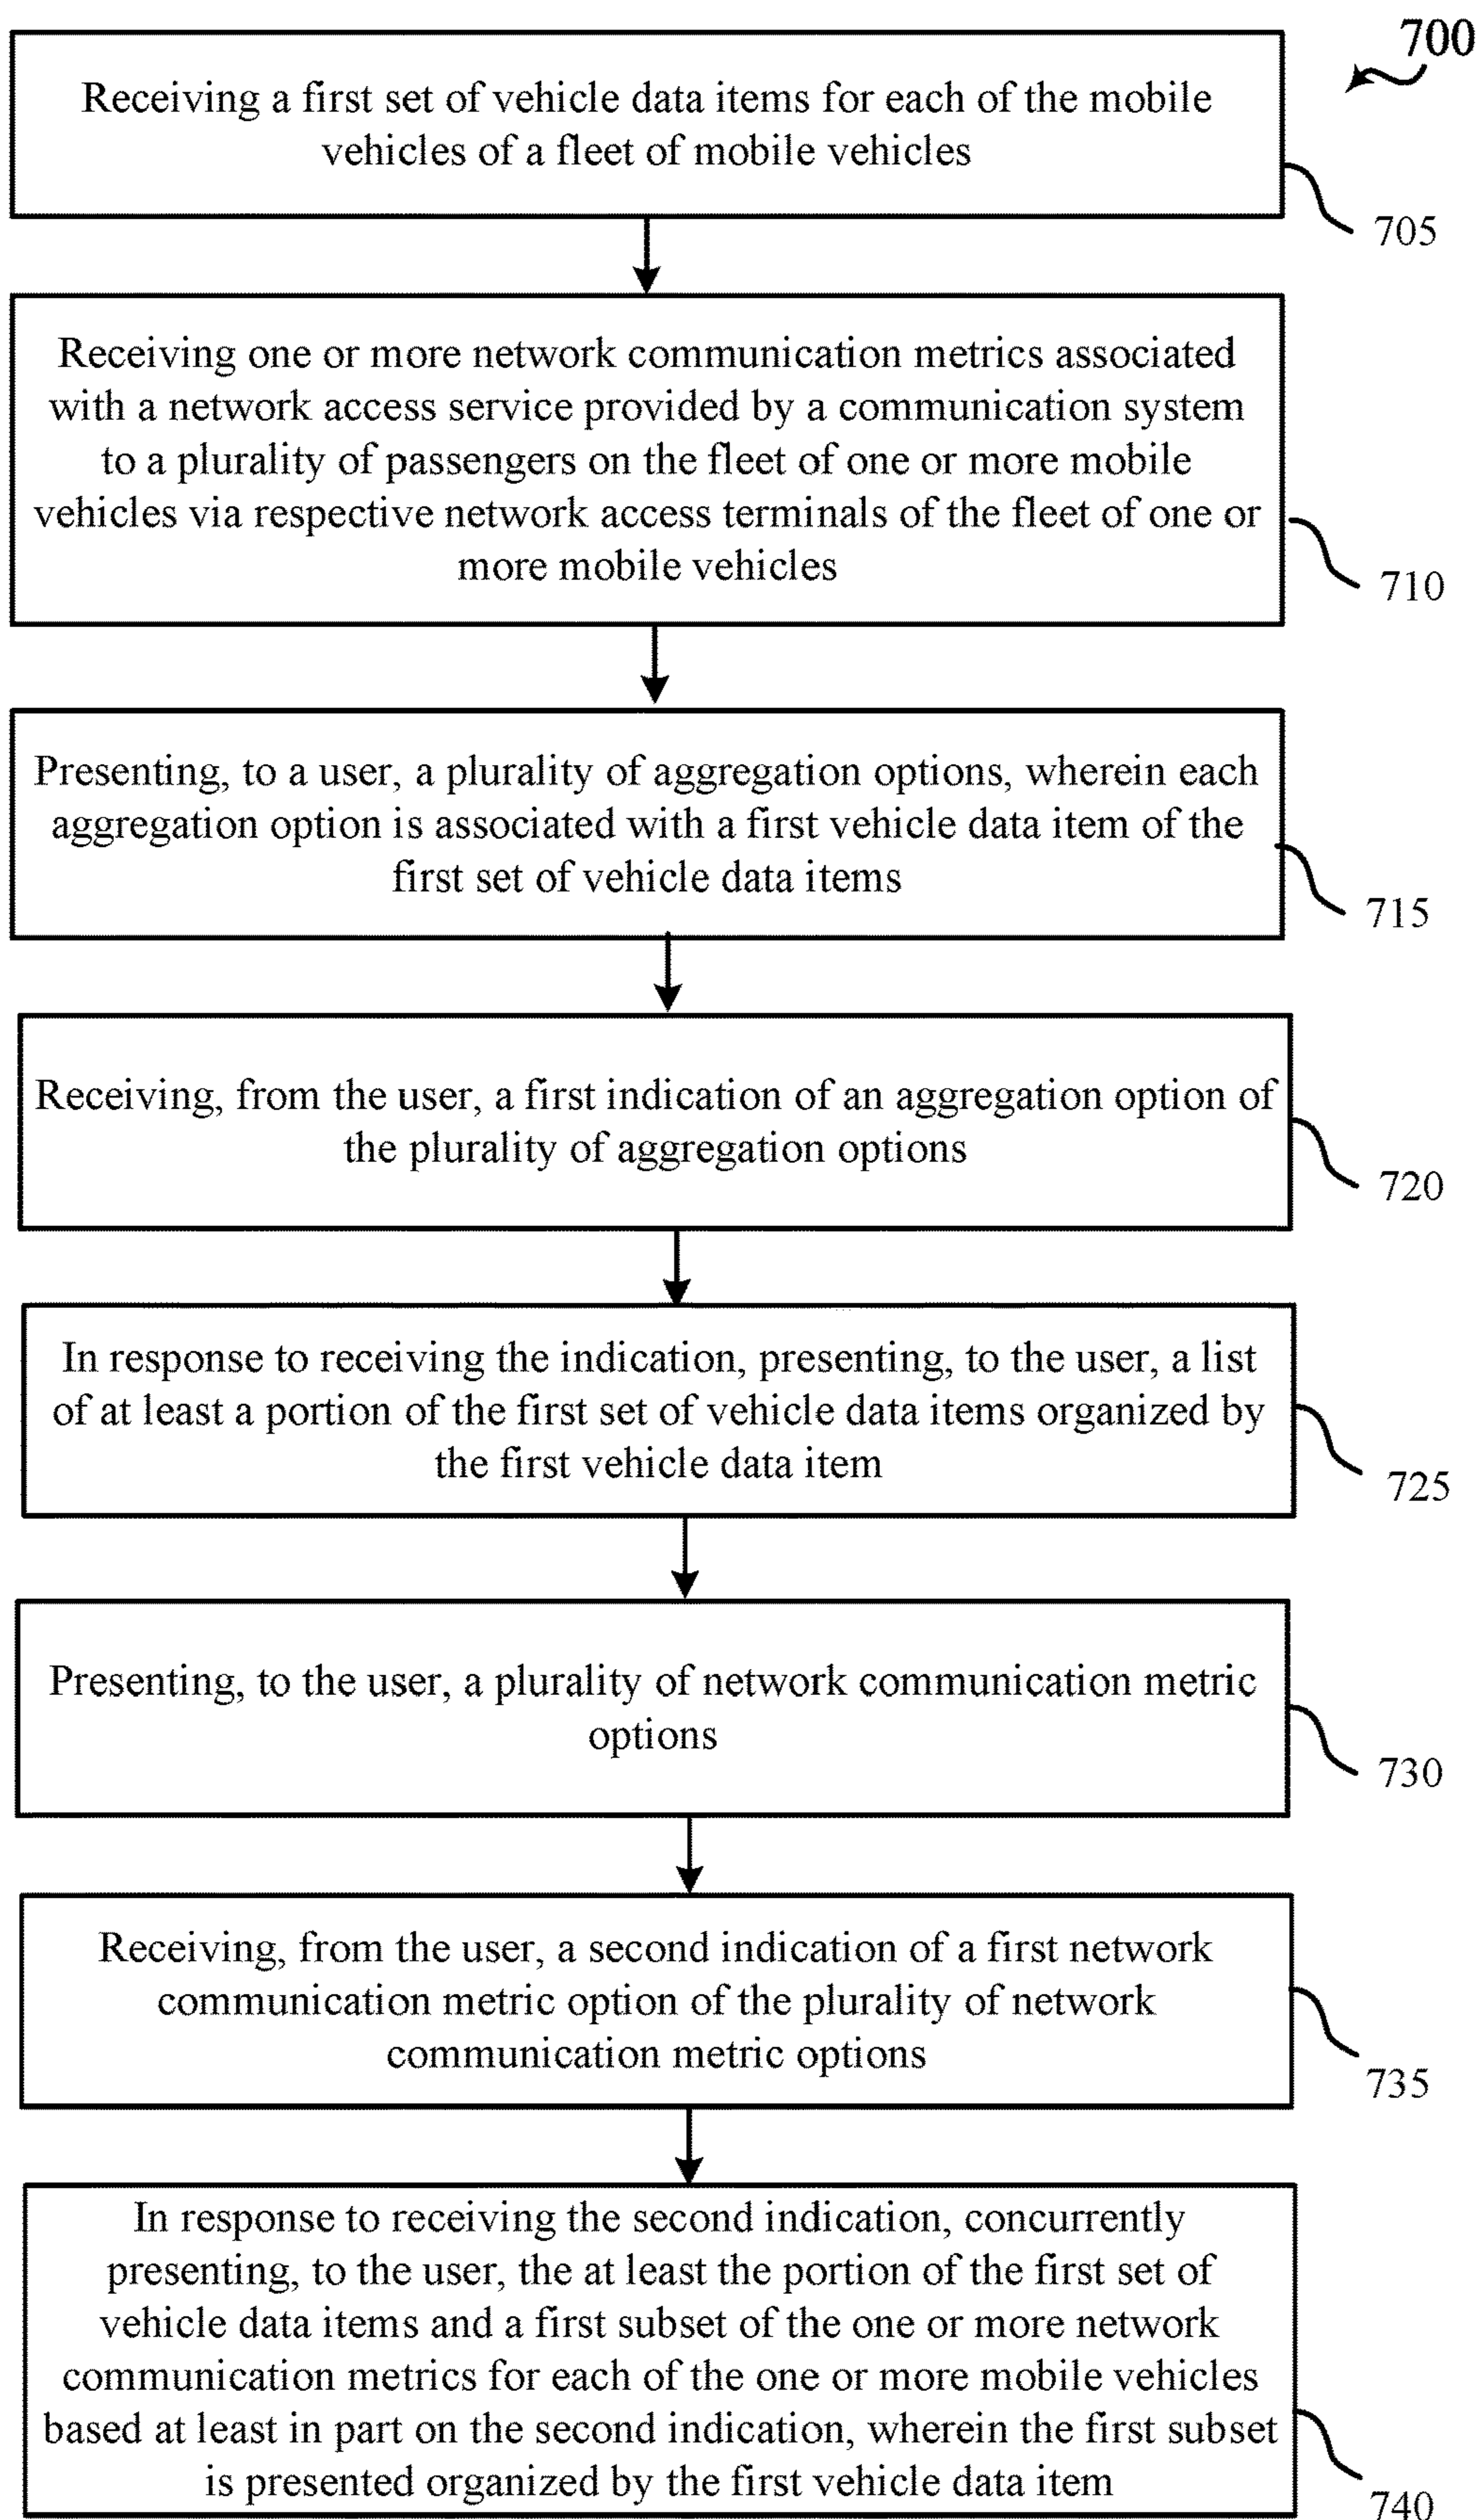 700
Receiving a first set of vehicle data items for each of the mobile
vehicles of a fleet of mobile vehicles
705
Receiving one or more network communication metrics associated
with a network access service provided by a communication system
to a plurality of passengers on the fleet of one or more mobile
vehicles via respective network access terminals of the fleet of one or
more mobile vehicles
710
Presenting, to a user, a plurality of aggregation options, wherein each
aggregation option is associated with a first vehicle data item of the
first set of vehicle data items
715
Receiving, from the user, a first indication of an aggregation option of
the plurality of aggregation options
720
In response to receiving the indication, presenting, to the user, a list
of at least a portion of the first set of vehicle data items organized by
the first vehicle data item
725
Presenting, to the user, a plurality of network communication metric
options
730
Receiving, from the user, a second indication of a first network
communication metric option of the plurality of network
communication metric options
735
In response to receiving the second indication, concurrently
presenting, to the user, the at least the portion of the first set of
vehicle data items and a first subset of the one or more network
communication metrics for each of the one or more mobile vehicles
based at least in part on the second indication, wherein the first subset
is presented organized by the first vehicle data item
740